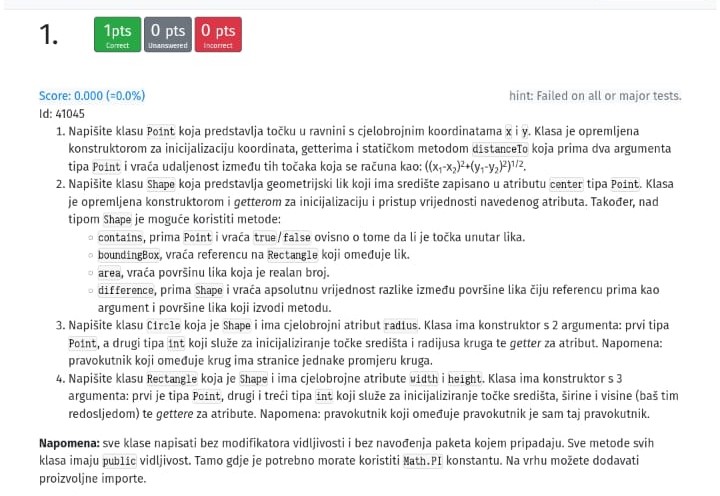 1.
1pts 0 pts 0 pts
Correct Unanswered Incorrect
Score: 0.000 (=0.0%) hint: Failed on all or major tests.
Id: 41045
1. Napišite klasu Point koja predstavlja točku u ravnini s cjelobrojnim koordinatama x i y. Klasa je opremljena
konstruktorom za inicijalizaciju koordinata, getterima i statičkom metodom distanceTo koja prima dva argumenta
tipa Point i vraća udaljenost između tih točaka koja se računa kao: ((x₁-x₂)²+(y₁-y₂)²)¹/².
2. Napišite klasu Shape koja predstavlja geometrijski lik koji ima središte zapisano u atributu center tipa Point. Klasa
je opremljena konstruktorom i getterom za inicijalizaciju i pristup vrijednosti navedenog atributa. Također, nad
tipom Shape je moguće koristiti metode:
◦ contains, prima Point i vraća true/false ovisno o tome da li je točka unutar lika.
◦ boundingBox, vraća referencu na Rectangle koji omeđuje lik.
◦ area, vraća površinu lika koja je realan broj.
◦ difference, prima Shape i vraća apsolutnu vrijednost razlike između površine lika čiju referencu prima kao
argument i površine lika koji izvodi metodu.
3. Napišite klasu Circle koja je Shape i ima cjelobrojni atribut radius. Klasa ima konstruktor s 2 argumenta: prvi tipa
Point, a drugi tipa int koji služe za inicijaliziranje točke središta i radijusa kruga te getter za atribut. Napomena:
pravokutnik koji omeđuje krug ima stranice jednake promjeru kruga.
4. Napišite klasu Rectangle koja je Shape i ima cjelobrojne atribute width i height. Klasa ima konstruktor s 3
argumenta: prvi je tipa Point, drugi i treći tipa int koji služe za inicijaliziranje točke središta, širine i visine (baš tim
redosljedom) te gettere za atribute. Napomena: pravokutnik koji omeđuje pravokutnik je sam taj pravokutnik.
Napomena: sve klase napisati bez modifikatora vidljivosti i bez navođenja paketa kojem pripadaju. Sve metode svih
klasa imaju public vidljivost. Tamo gdje je potrebno morate koristiti Math.PI konstantu. Na vrhu možete dodavati
proizvoljne importe.